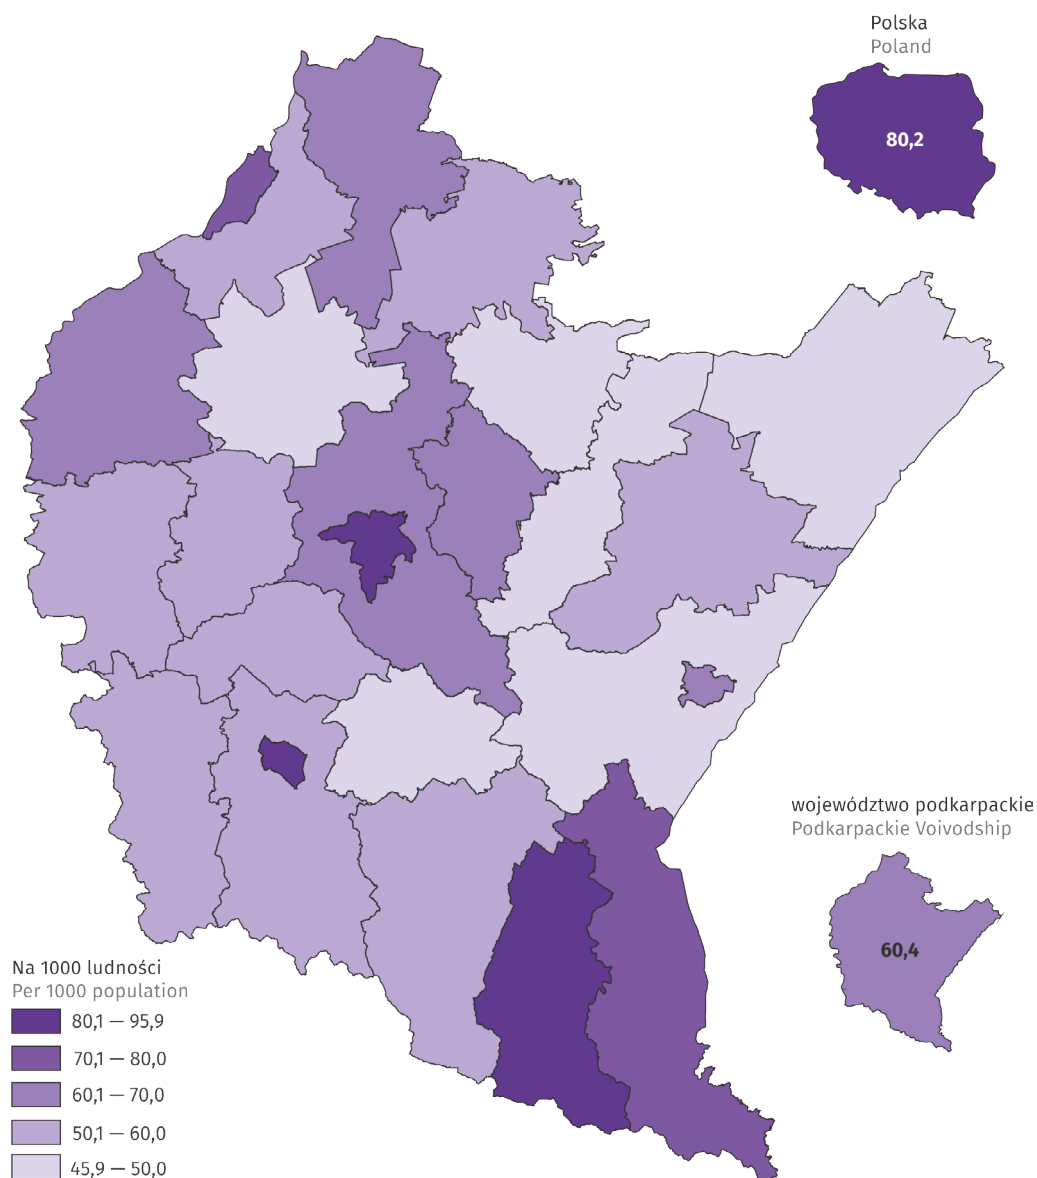 Polska
Poland
80,2
województwo podkarpackie
Podkarpackie Voivodship
60,4
Na 1000 ludności
Per 1000 population
80,1 — 95,9
70,1 — 80,0
60,1 — 70,0
50,1 — 60,0
45,9 — 50,0